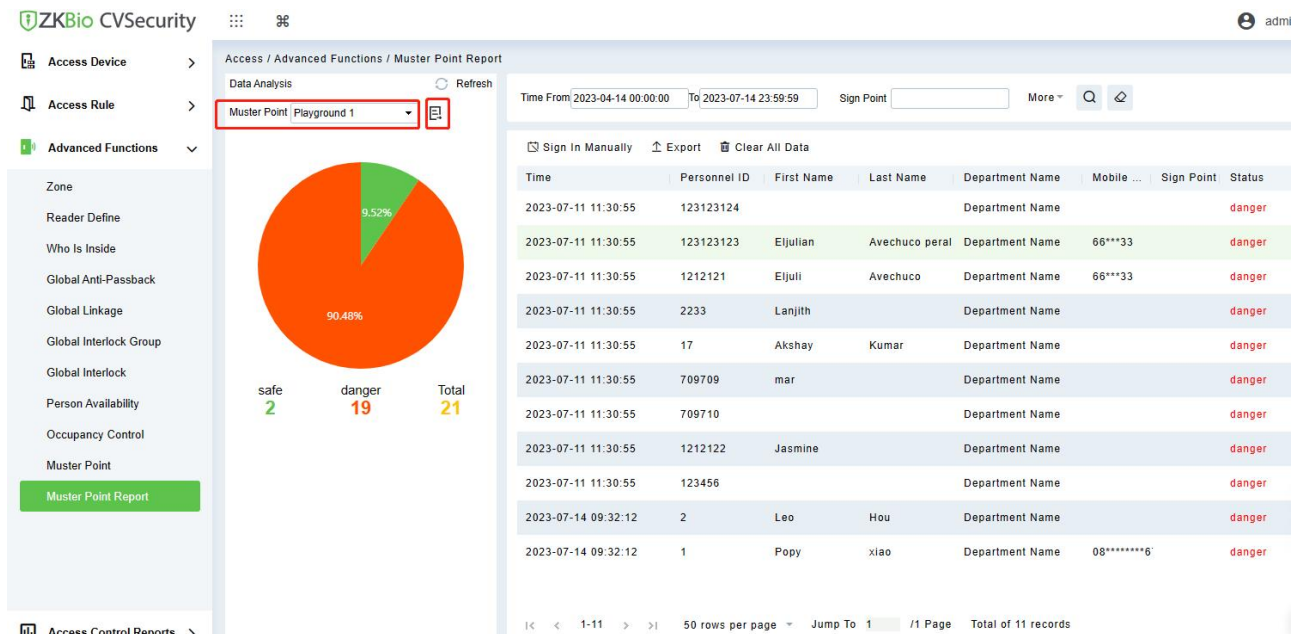 ZKBio CVSecurity
admi
Access Device
Access Rule
Advanced Functions
Zone
Reader Define
Who Is Inside
Global Anti-Passback
Global Linkage
Global Interlock Group
Global Interlock
Person Availability
Occupancy Control
Muster Point
Muster Point Report
Access Control Reports
Access / Advanced Functions / Muster Point Report
Data Analysis Refresh
Muster Point Playground 1
9.52%
90.48%
safe danger Total
2 19 21
Time From 2023-04-14 00:00:00 To 2023-07-14 23:59:59 Sign Point More
Sign In Manually Export Clear All Data
Time Personnel ID First Name Last Name Department Name Mobile ... Sign Point Status
2023-07-11 11:30:55 123123124 Department Name danger
2023-07-11 11:30:55 123123123 Eljulian Avechuco peral Department Name 66***33 danger
2023-07-11 11:30:55 1212121 Eljuli Avechuco Department Name 66***33 danger
2023-07-11 11:30:55 2233 Lanjith Department Name danger
2023-07-11 11:30:55 17 Akshay Kumar Department Name danger
2023-07-11 11:30:55 709709 mar Department Name danger
2023-07-11 11:30:55 709710 Department Name danger
2023-07-11 11:30:55 1212122 Jasmine Department Name danger
2023-07-11 11:30:55 123456 Department Name danger
2023-07-14 09:32:12 2 Leo Hou Department Name danger
2023-07-14 09:32:12 1 Popy xiao Department Name 08********6 danger
1-11 50 rows per page Jump To 1 /1 Page Total of 11 records